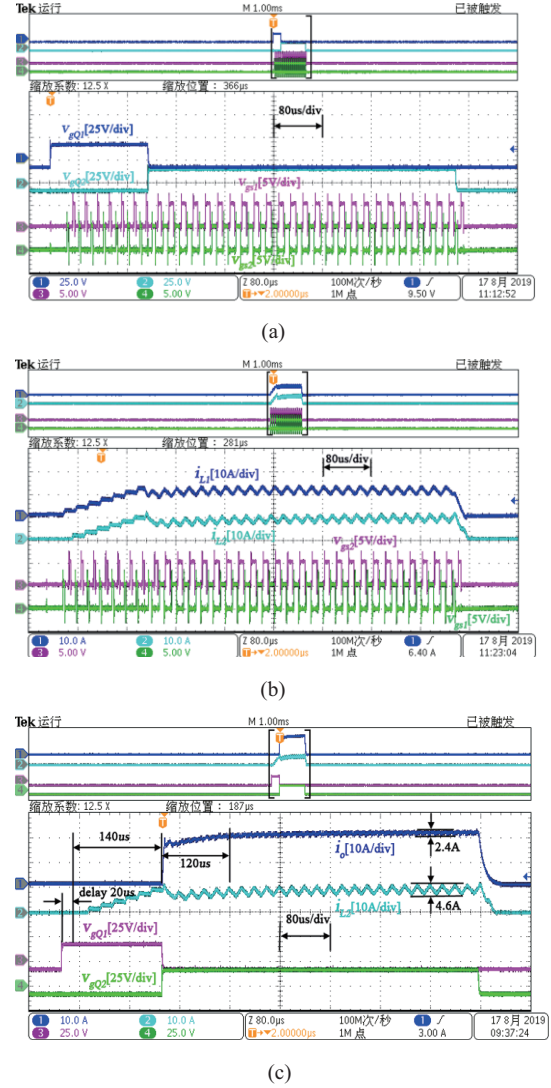 Tek 运行 M 1.00ms 已被触发
缩放系数: 12.5 X 缩放位置： 366μs
80us/div
VgQ1[25V/div]
VgQ2[25V/div]
Vgs1[5V/div]
Vgs2[5V/div]
1 25.0 V 2 25.0 V Z 80.0μs 100M次/秒 1 17 8月 2019
3 5.00 V 4 5.00 V 2.00000μs 1M 点 9.50 V 11:12:52
(a)
Tek 运行 M 1.00ms 已被触发
缩放系数: 12.5 X 缩放位置： 281μs
80us/div
iL1[10A/div]
iL2[10A/div]
Vgs2[5V/div]
Vgs1[5V/div]
1 10.0 A 2 10.0 A Z 80.0μs 100M次/秒 1 17 8月 2019
3 5.00 V 4 5.00 V 2.00000μs 1M 点 6.40 A 11:23:04
(b)
Tek 运行 M 1.00ms 已被触发
缩放系数: 12.5 X 缩放位置： 187μs
140us
120us
io[10A/div]
2.4A
delay 20us
iL2[10A/div]
4.6A
80us/div
VgQ1[25V/div]
VgQ2[25V/div]
1 10.0 A 2 10.0 A Z 80.0μs 100M次/秒 1 17 8月 2019
3 25.0 V 4 25.0 V 2.00000μs 1M 点 3.00 A 09:37:24
(c)